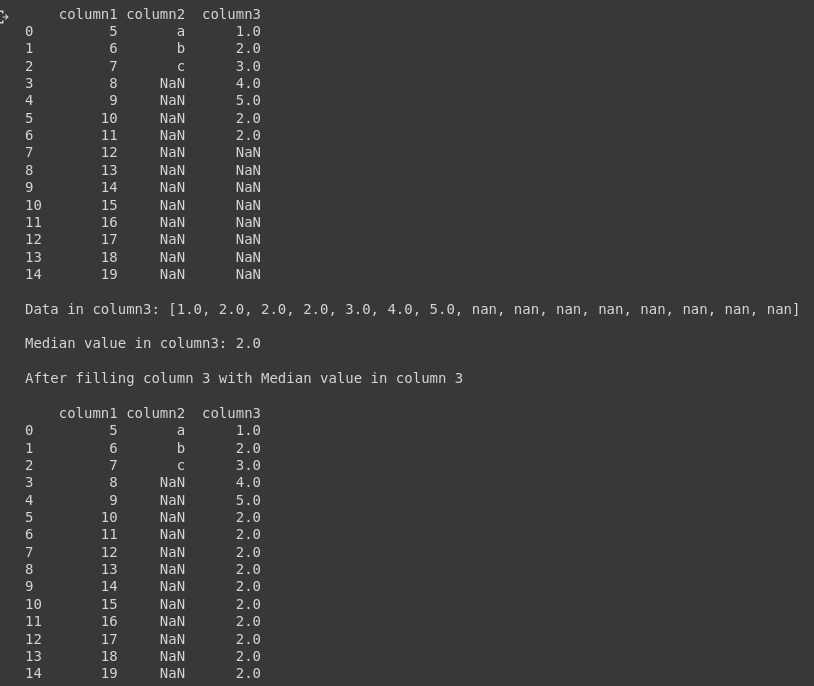 column1 column2 column3
0 5 a 1.0
1 6 b 2.0
2 7 c 3.0
3 8 NaN 4.0
4 9 NaN 5.0
5 10 NaN 2.0
6 11 NaN 2.0
7 12 NaN NaN
8 13 NaN NaN
9 14 NaN NaN
10 15 NaN NaN
11 16 NaN NaN
12 17 NaN NaN
13 18 NaN NaN
14 19 NaN NaN
Data in column3: [1.0, 2.0, 2.0, 2.0, 3.0, 4.0, 5.0, nan, nan, nan, nan, nan, nan, nan, nan]
Median value in column3: 2.0
After filling column 3 with Median value in column 3
column1 column2 column3
0 5 a 1.0
1 6 b 2.0
2 7 c 3.0
3 8 NaN 4.0
4 9 NaN 5.0
5 10 NaN 2.0
6 11 NaN 2.0
7 12 NaN 2.0
8 13 NaN 2.0
9 14 NaN 2.0
10 15 NaN 2.0
11 16 NaN 2.0
12 17 NaN 2.0
13 18 NaN 2.0
14 19 NaN 2.0